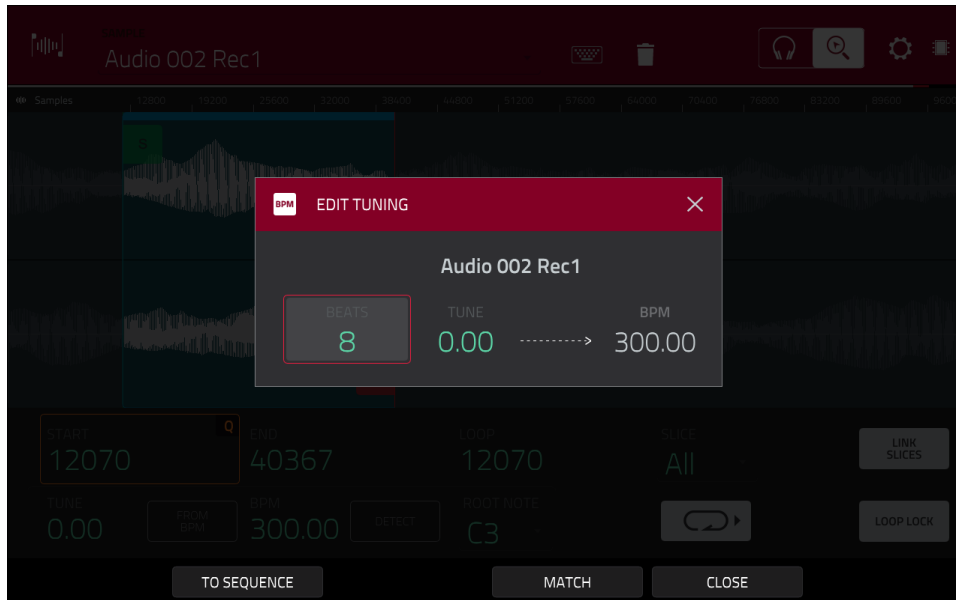 SAMPLE
Audio 002 Rec1
Samples 12800 19200 25600 32000 38400 44800 51200 57600 64000 70400 76800 83200 89600 9600
8
BPM EDIT TUNING
Audio 002 Rec1
BEATS TUNE BPM
8 0.00 300.00
START Q END LOOP SLICE
12070 40367 12070 All
LINK SLICES
TUNE FROM BPM BPM DETECT ROOT NOTE
0.00 300.00 C3
LOOP LOCK
TO SEQUENCE MATCH CLOSE